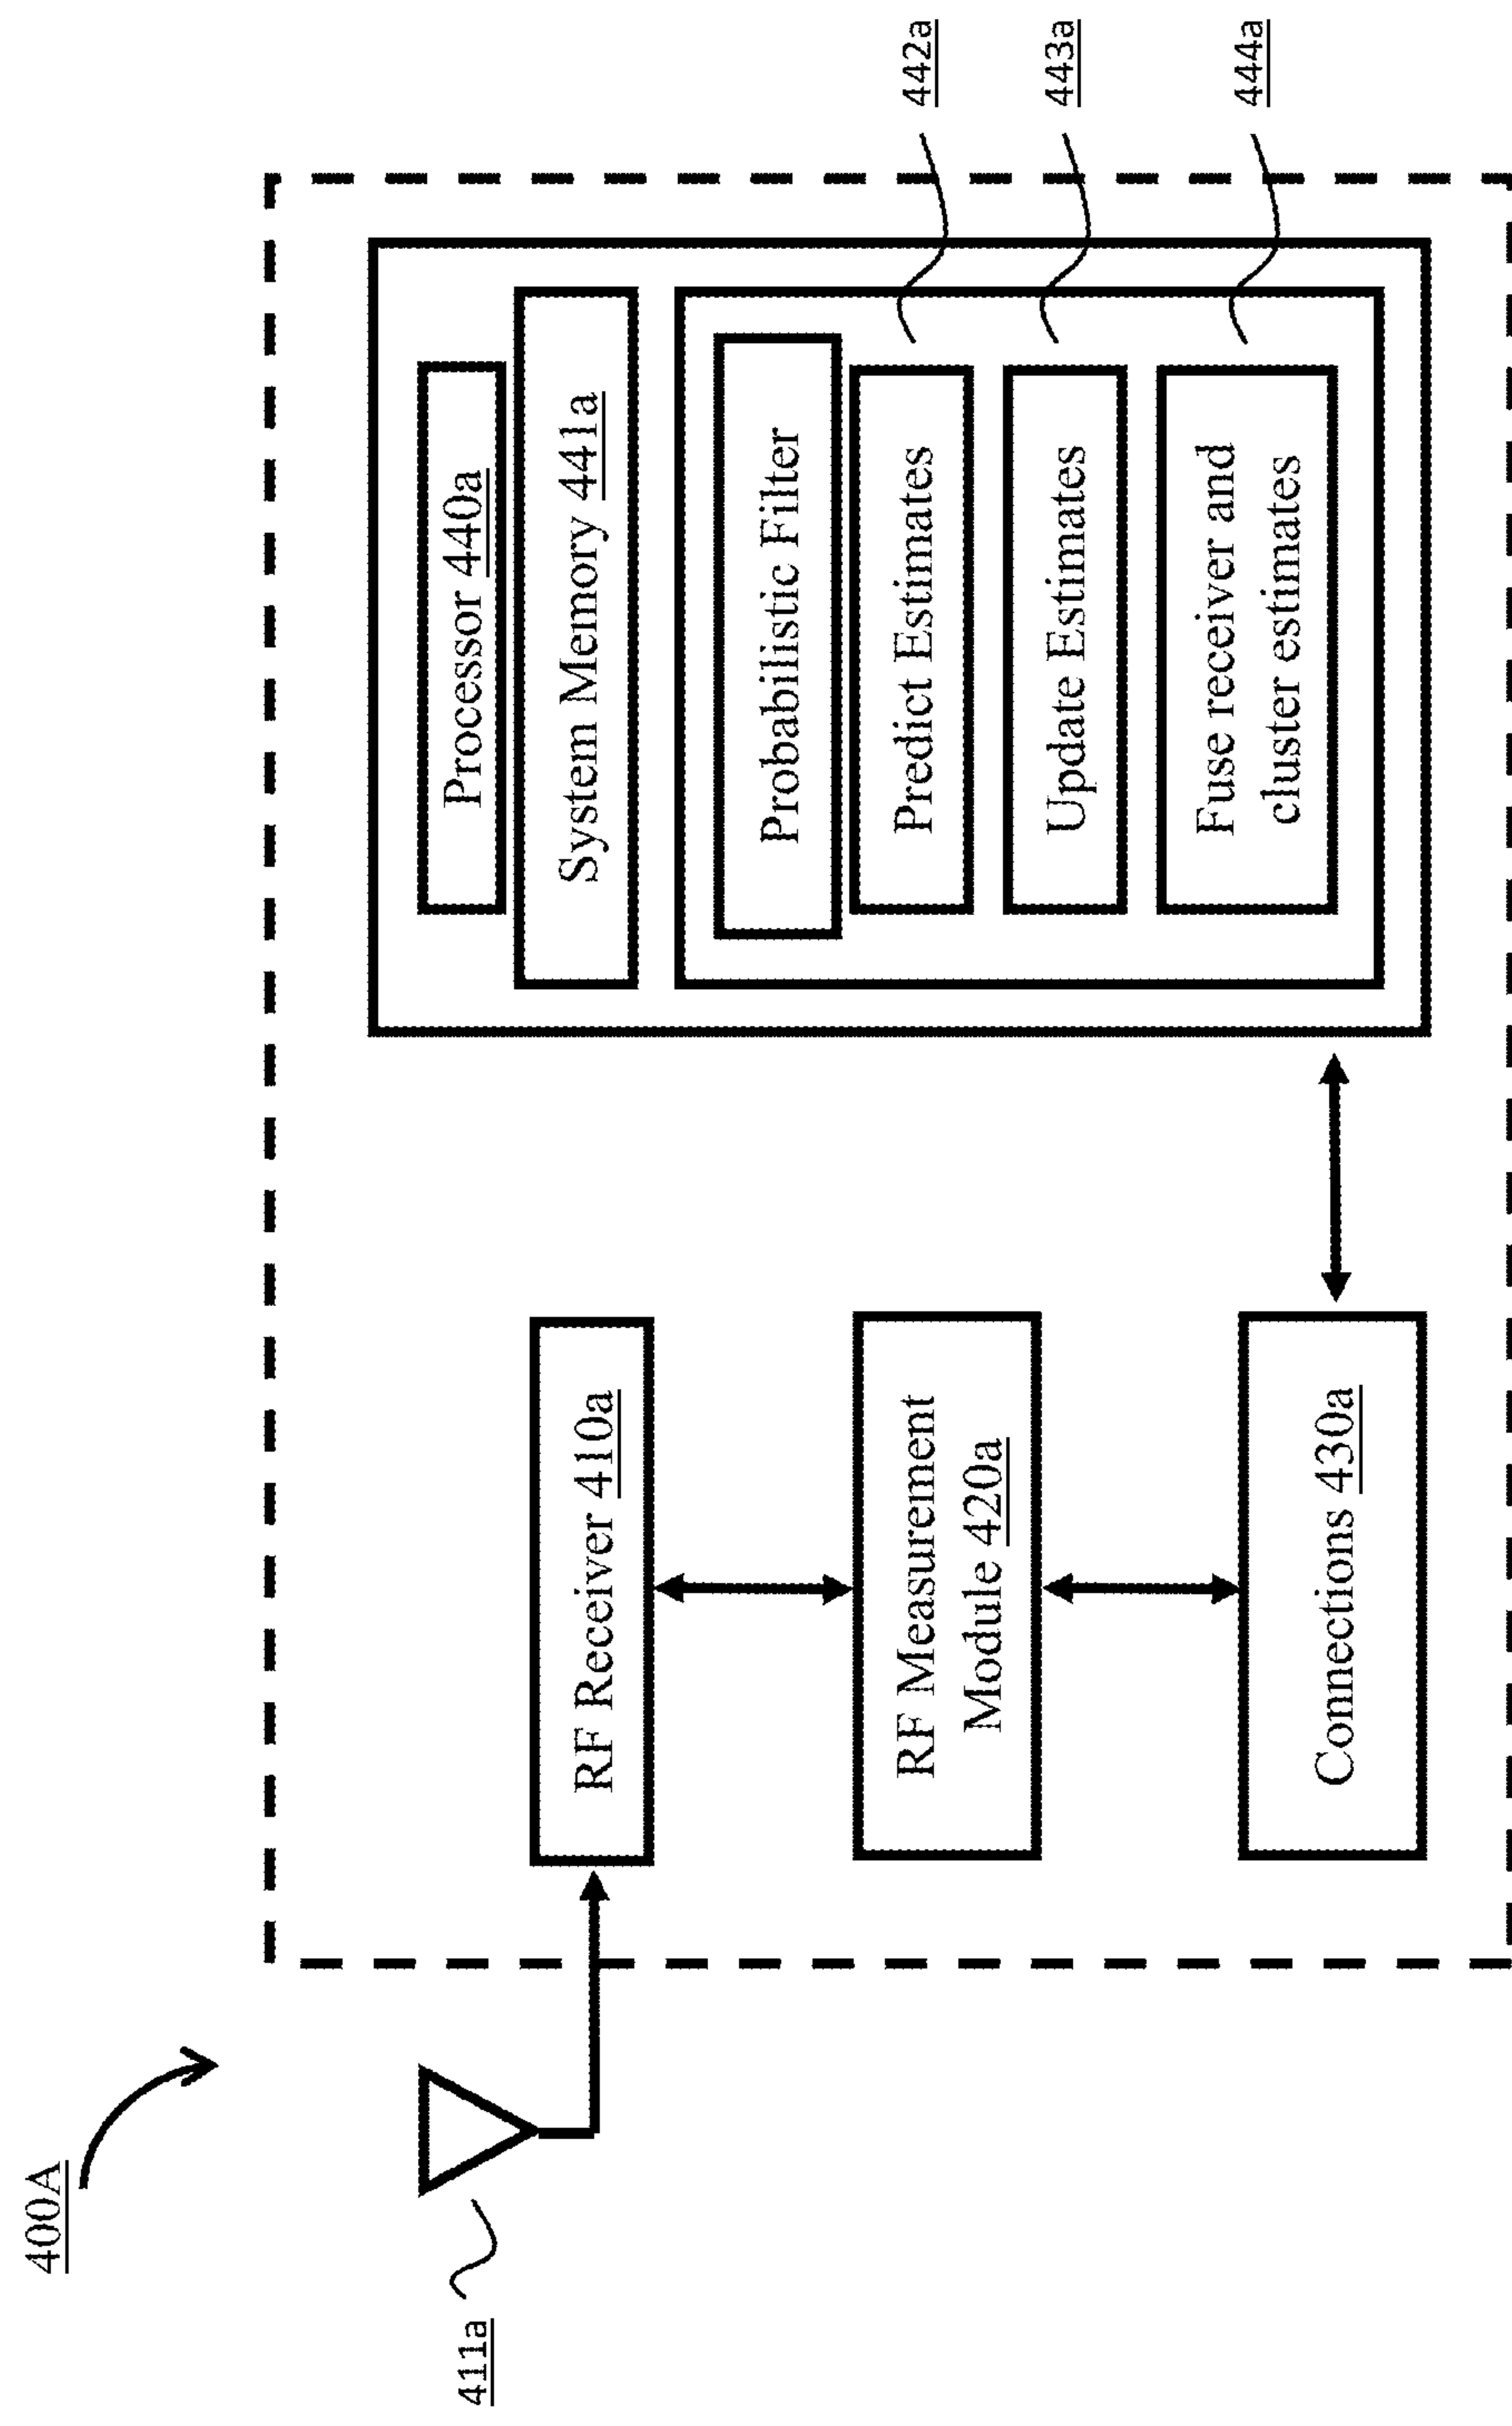 400A
411a
RF Receiver 410a
RF Measurement
Module 420a
Connections 430a
Processor 440a
System Memory 441a
Probabilistic Filter
Predict Estimates
Update Estimates
Fuse receiver and
cluster estimates
442a
443a
444a